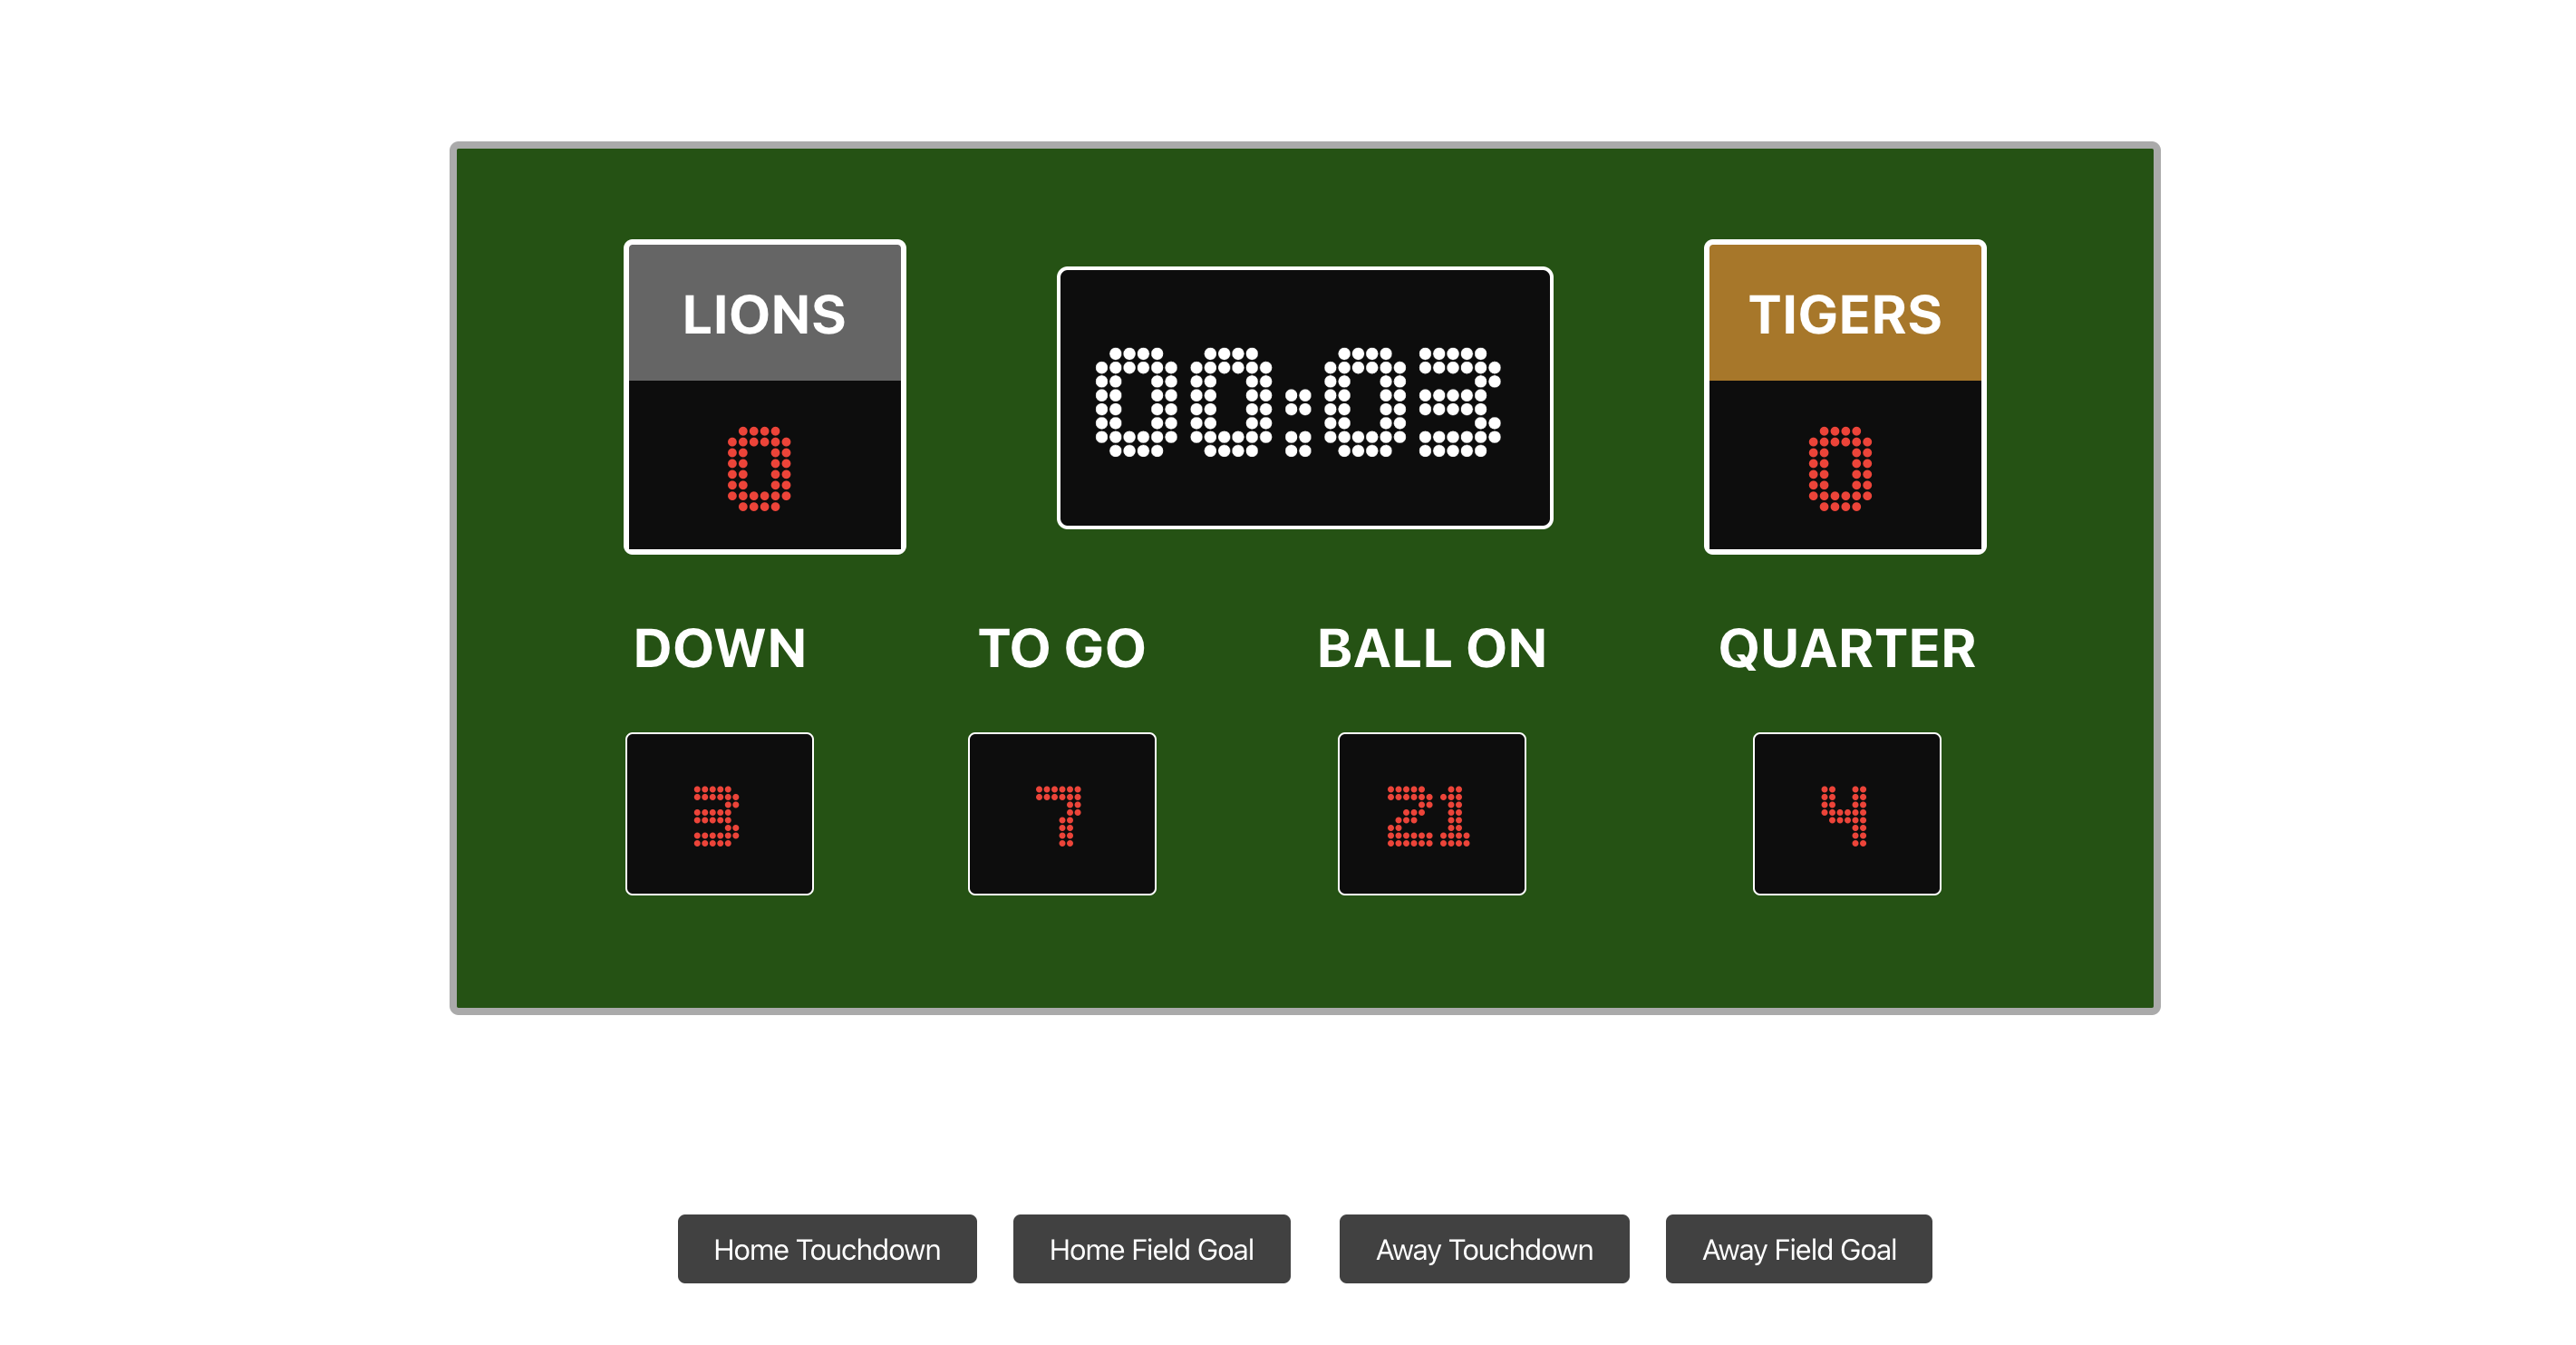 LIONS
0
00:03
TIGERS
0
DOWN
TO GO
BALL ON
QUARTER
3
7
21
4
Home Touchdown
Home Field Goal
Away Touchdown
Away Field Goal